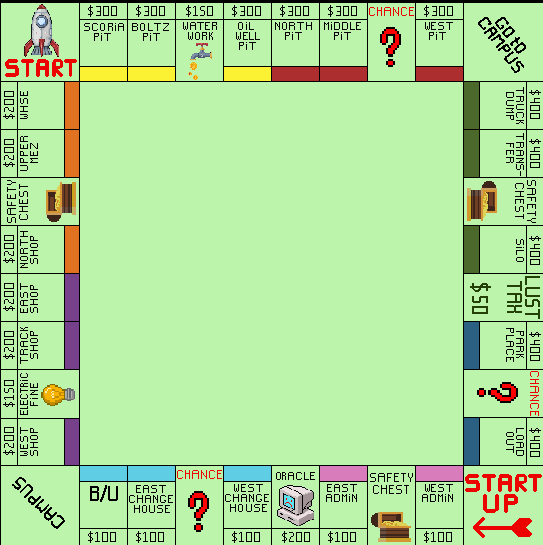 START
$300
SCORIA
PIT
$300
BOLTZ
PIT
$150
WATER
WORK
$300
OIL
WELL
PIT
$300
NORTH
PIT
$300
MIDDLE
PIT
CHANCE
?
$300
WEST
PIT
GO to
CAMPUS
$400
TRUCK
DUMP
$400
TRANS-
FER
SAFETY
CHEST
$400
SILO
LUST
TAX
$50
$400
PARK
PLACE
CHANCE
?
$400
LOAD
OUT
START
UP
WEST
ADMIN
$100
SAFETY
CHEST
EAST
ADMIN
$100
ORACLE
$200
WEST
CHANGE
HOUSE
$100
CHANCE
?
EAST
CHANGE
HOUSE
$100
B/U
$100
CAMPUS
$200
WEST
SHOP
$150
ELECTRIC
FINE
$200
TRACK
SHOP
$200
EAST
SHOP
$200
NORTH
SHOP
SAFETY
CHEST
$200
UPPER
MEZ
$200
WHSE